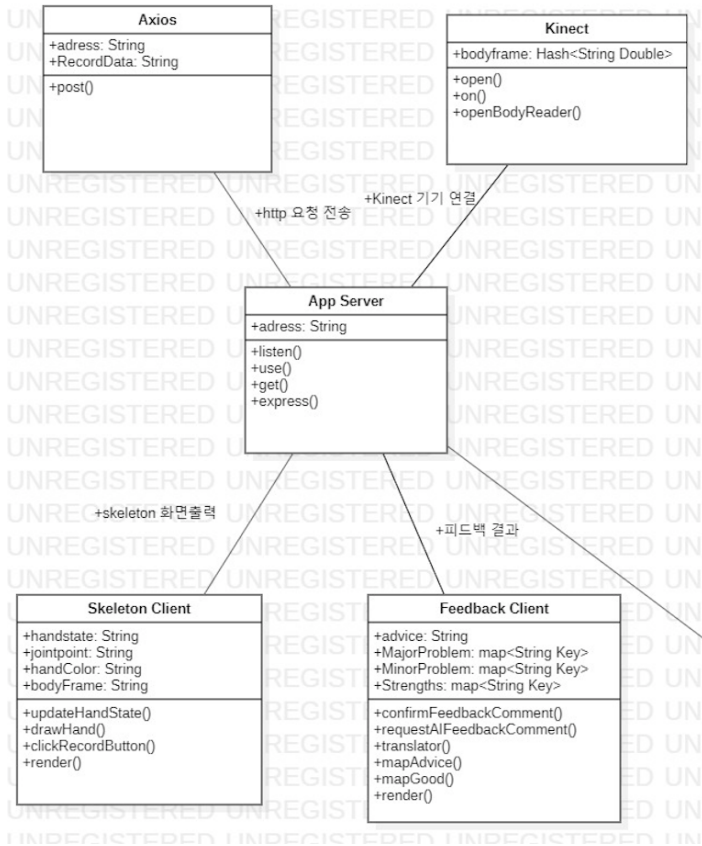 Axios
+adress: String
+RecordData: String
+post()
Kinect
+bodyframe: Hash<String Double>
+open()
+on()
+openBodyReader()
+http 요청 전송
+Kinect 기기 연결
App Server
+adress: String
+listen()
+use()
+get()
+express()
+skeleton 화면출력
+피드백 결과
Skeleton Client
+handstate: String
+jointpoint: String
+handColor: String
+bodyFrame: String
+updateHandState()
+drawHand()
+clickRecordButton()
+render()
Feedback Client
+advice: String
+MajorProblem: map<String Key>
+MinorProblem: map<String Key>
+Strengths: map<String Key>
+confirmFeedbackComment()
+requestAIFeedbackComment()
+translator()
+mapAdvice()
+mapGood()
+render()
UNREGISTERED